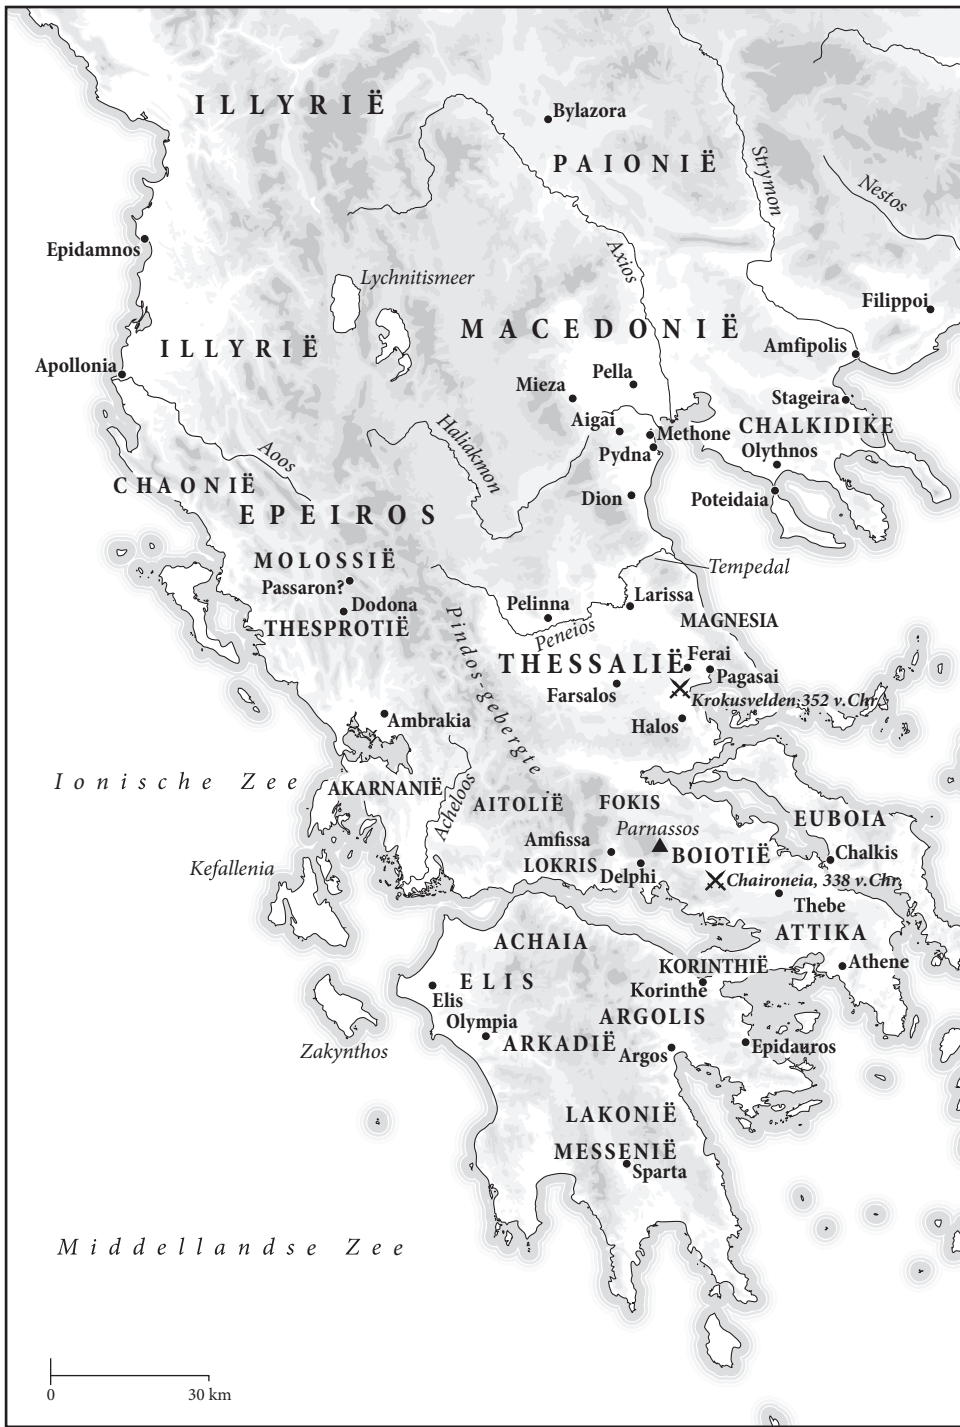 ILLYRIË
Bylazora
PAIONIË
Strymon
Nestos
Epidamnos
Axios
Lychnitismeer
Filippoi
MACEDONIË
ILLYRIË
Amfipolis
Apollonia
Pella
Mieza
Stageira
Aigai
CHALKIDIKE
Haliakmon
Methone
Aoos
Olythnos
Pydna
CHAONIË
Dion
Poteidaia
EPEIROS
MOLOSSIË
Tempedal
Passaron?
Pelinna
Larissa
Dodona
MAGNESIA
THESPROTIË
Peneios
Pindos-gebergte
Ferai
THESSALIË
Pagasai
Farsalos
Krokusvelden, 352 v.Chr.
Ambrakia
Halos
Ionische Zee
AKARNANIË
Acheloos
AITOLIË
FOKIS
EUBOIA
Parnassos
Amfissa
BOIOTIË
Chalkis
Kefallenia
LOKRIS
Delphi
Chaironeia, 338 v.Chr.
Thebe
ATTIKA
ACHAIA
Athene
KORINTHIË
ELIS
Korinthe
Elis
Olympia
ARGOLIS
ARKADIË
Epidauros
Zakynthos
Argos
LAKONIË
MESSENIË
Sparta
Middellandse Zee
0
30 km